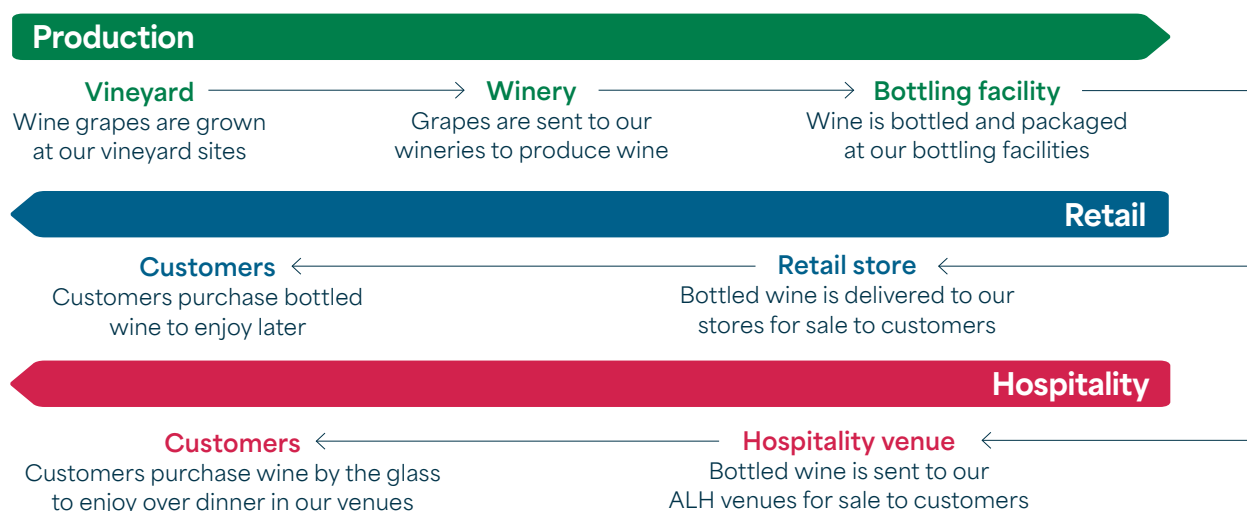 Production
Vineyard
Wine grapes are grown
at our vineyard sites
Winery
Grapes are sent to our
wineries to produce wine
Bottling facility
Wine is bottled and packaged
at our bottling facilities
Retail
Customers
Customers purchase bottled
wine to enjoy later
Retail store
Bottled wine is delivered to our
stores for sale to customers
Hospitality
Customers
Customers purchase wine by the glass
to enjoy over dinner in our venues
Hospitality venue
Bottled wine is sent to our
ALH venues for sale to customers